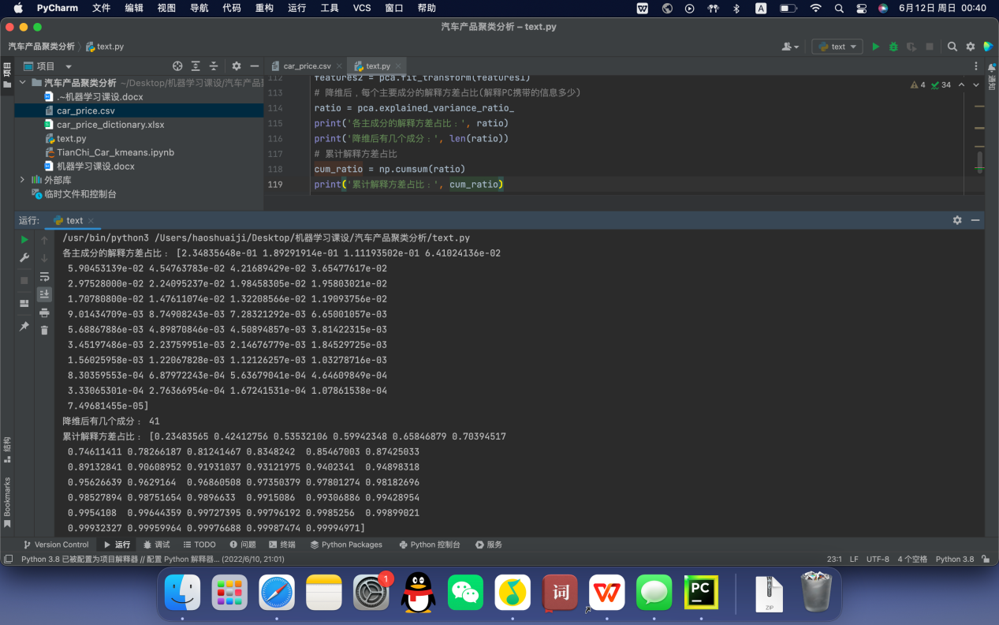 PyCharm 文件 编辑 视图 导航 代码 重构 运行 工具 VCS 窗口 帮助 A 6月12日 周日 00:40
汽车产品聚类分析 – text.py
汽车产品聚类分析 text.py text
项目 项目 car_price.csv text.py
汽车产品聚类分析 ~/Desktop/机器学习课设/汽车产品
.~机器学习课设.docx
car_price.csv
car_price_dictionary.xlsx
text.py
TianChi_Car_kmeans.ipynb
机器学习课设.docx
外部库
临时文件和控制台
通知
4 34
112 features2 = pca.fit_transform(features1)
113 # 降维后，每个主要成分的解释方差占比(解释PC携带的信息多少)
114 ratio = pca.explained_variance_ratio_
115 print('各主成分的解释方差占比：', ratio)
116 print('降维后有几个成分：', len(ratio))
117 # 累计解释方差占比
118 cum_ratio = np.cumsum(ratio)
119 print('累计解释方差占比：', cum_ratio)
运行: text
/usr/bin/python3 /Users/haoshuaiji/Desktop/机器学习课设/汽车产品聚类分析/text.py
各主成分的解释方差占比： [2.34835648e-01 1.89291914e-01 1.11193502e-01 6.41024136e-02
5.90453139e-02 4.54763783e-02 4.21689429e-02 3.65477617e-02
2.97528000e-02 2.24095237e-02 1.98458305e-02 1.95803021e-02
1.70780800e-02 1.47611074e-02 1.32208566e-02 1.19093756e-02
9.01434709e-03 8.74908243e-03 7.28321292e-03 6.65001057e-03
5.68867886e-03 4.89870846e-03 4.50894857e-03 3.81422315e-03
3.45197486e-03 2.23759951e-03 2.14676779e-03 1.84529725e-03
1.56025958e-03 1.22067828e-03 1.12126257e-03 1.03278716e-03
8.30359553e-04 6.87972243e-04 5.63679041e-04 4.64609849e-04
3.33065301e-04 2.76366954e-04 1.67241531e-04 1.07861538e-04
7.49681455e-05]
降维后有几个成分： 41
累计解释方差占比： [0.23483565 0.42412756 0.53532106 0.59942348 0.65846879 0.70394517
0.74611411 0.78266187 0.81241467 0.8348242 0.85467003 0.87425033
0.89132841 0.90608952 0.91931037 0.93121975 0.9402341 0.94898318
0.95626639 0.9629164 0.96860508 0.97350379 0.97801274 0.98182696
0.98527894 0.98751654 0.9896633 0.9915086 0.99306886 0.99428954
0.9954108 0.99644359 0.99727395 0.99796192 0.9985256 0.99899021
0.99932327 0.99959964 0.99976688 0.99987474 0.99994971]
结构
Bookmarks
Version Control 运行 调试 TODO 问题 终端 Python Packages Python 控制台 服务
Python 3.8 已被配置为项目解释器 // 配置 Python 解释器... (2022/6/10, 21:01) 23:1 LF UTF-8 4 个空格 Python 3.8
1
词
PC
ZIP